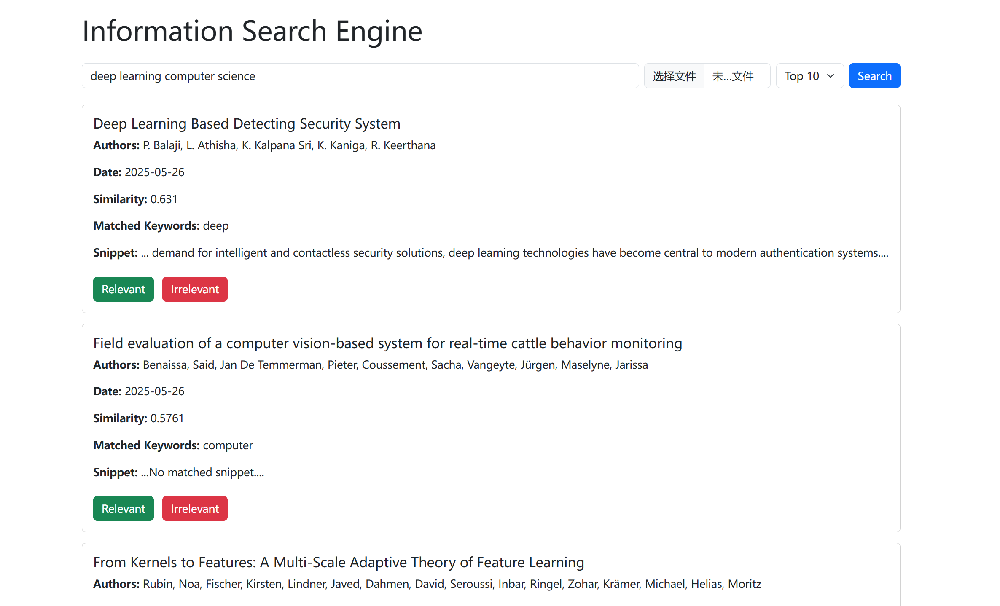 Information Search Engine
deep learning computer science 选择文件 未...文件 Top 10 Search
Deep Learning Based Detecting Security System
Authors: P. Balaji, L. Athisha, K. Kalpana Sri, K. Kaniga, R. Keerthana
Date: 2025-05-26
Similarity: 0.631
Matched Keywords: deep
Snippet: ... demand for intelligent and contactless security solutions, deep learning technologies have become central to modern authentication systems....
Relevant Irrelevant
Field evaluation of a computer vision-based system for real-time cattle behavior monitoring
Authors: Benaissa, Said, Jan De Temmerman, Pieter, Coussement, Sacha, Vangeyte, Jürgen, Maselyne, Jarissa
Date: 2025-05-26
Similarity: 0.5761
Matched Keywords: computer
Snippet: ...No matched snippet....
Relevant Irrelevant
From Kernels to Features: A Multi-Scale Adaptive Theory of Feature Learning
Authors: Rubin, Noa, Fischer, Kirsten, Lindner, Javed, Dahmen, David, Seroussi, Inbar, Ringel, Zohar, Krämer, Michael, Helias, Moritz